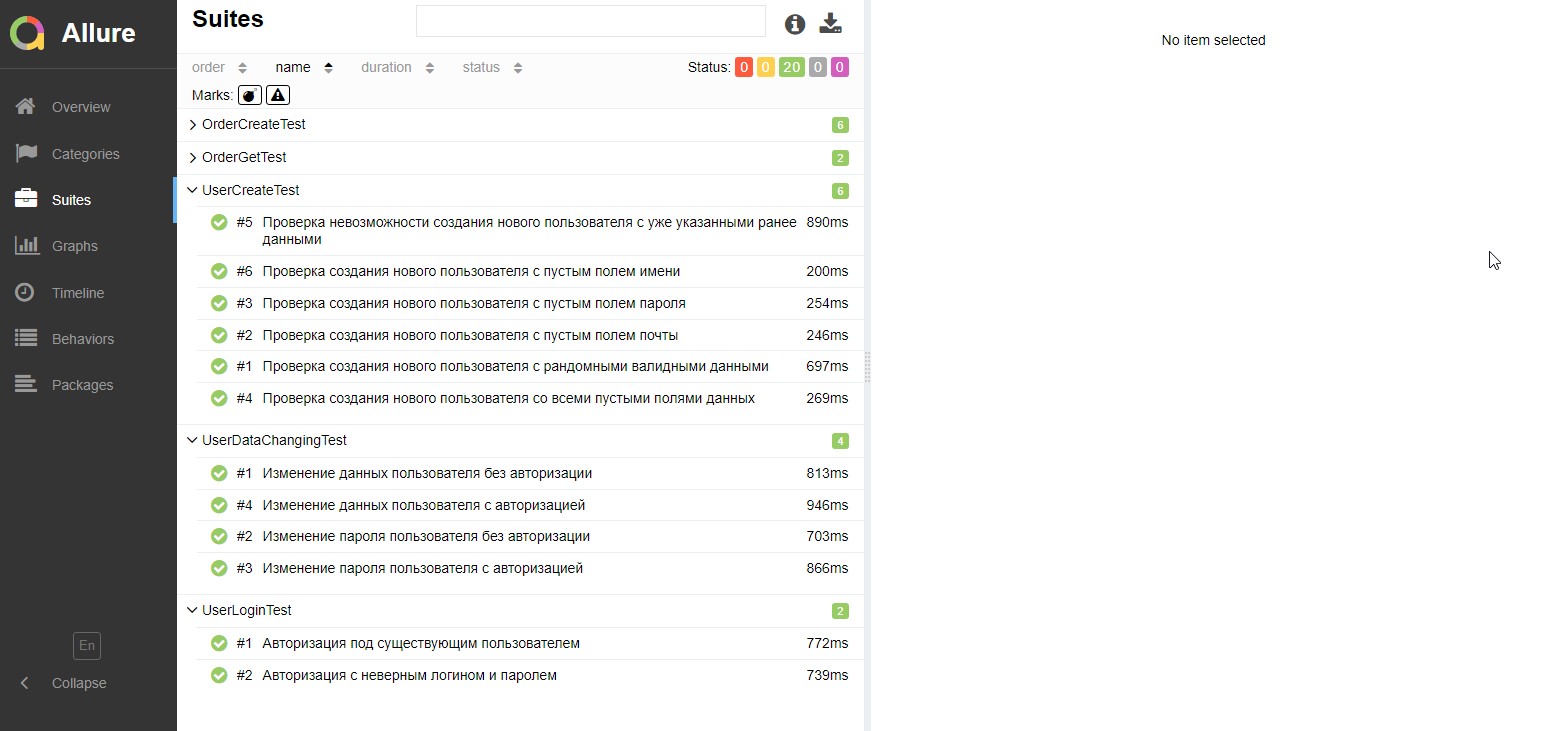 Allure
Overview
Categories
Suites
Graphs
Timeline
Behaviors
Packages
En
Collapse
Suites
order name duration status Status: 0 0 20 0 0
Marks:
OrderCreateTest 6
OrderGetTest 2
UserCreateTest 6
#5 Проверка невозможности создания нового пользователя с уже указанными ранее 890ms
данными
#6 Проверка создания нового пользователя с пустым полем имени 200ms
#3 Проверка создания нового пользователя с пустым полем пароля 254ms
#2 Проверка создания нового пользователя с пустым полем почты 246ms
#1 Проверка создания нового пользователя с рандомными валидными данными 697ms
#4 Проверка создания нового пользователя со всеми пустыми полями данных 269ms
UserDataChangingTest 4
#1 Изменение данных пользователя без авторизации 813ms
#4 Изменение данных пользователя с авторизацией 946ms
#2 Изменение пароля пользователя без авторизации 703ms
#3 Изменение пароля пользователя с авторизацией 866ms
UserLoginTest 2
#1 Авторизация под существующим пользователем 772ms
#2 Авторизация с неверным логином и паролем 739ms
No item selected